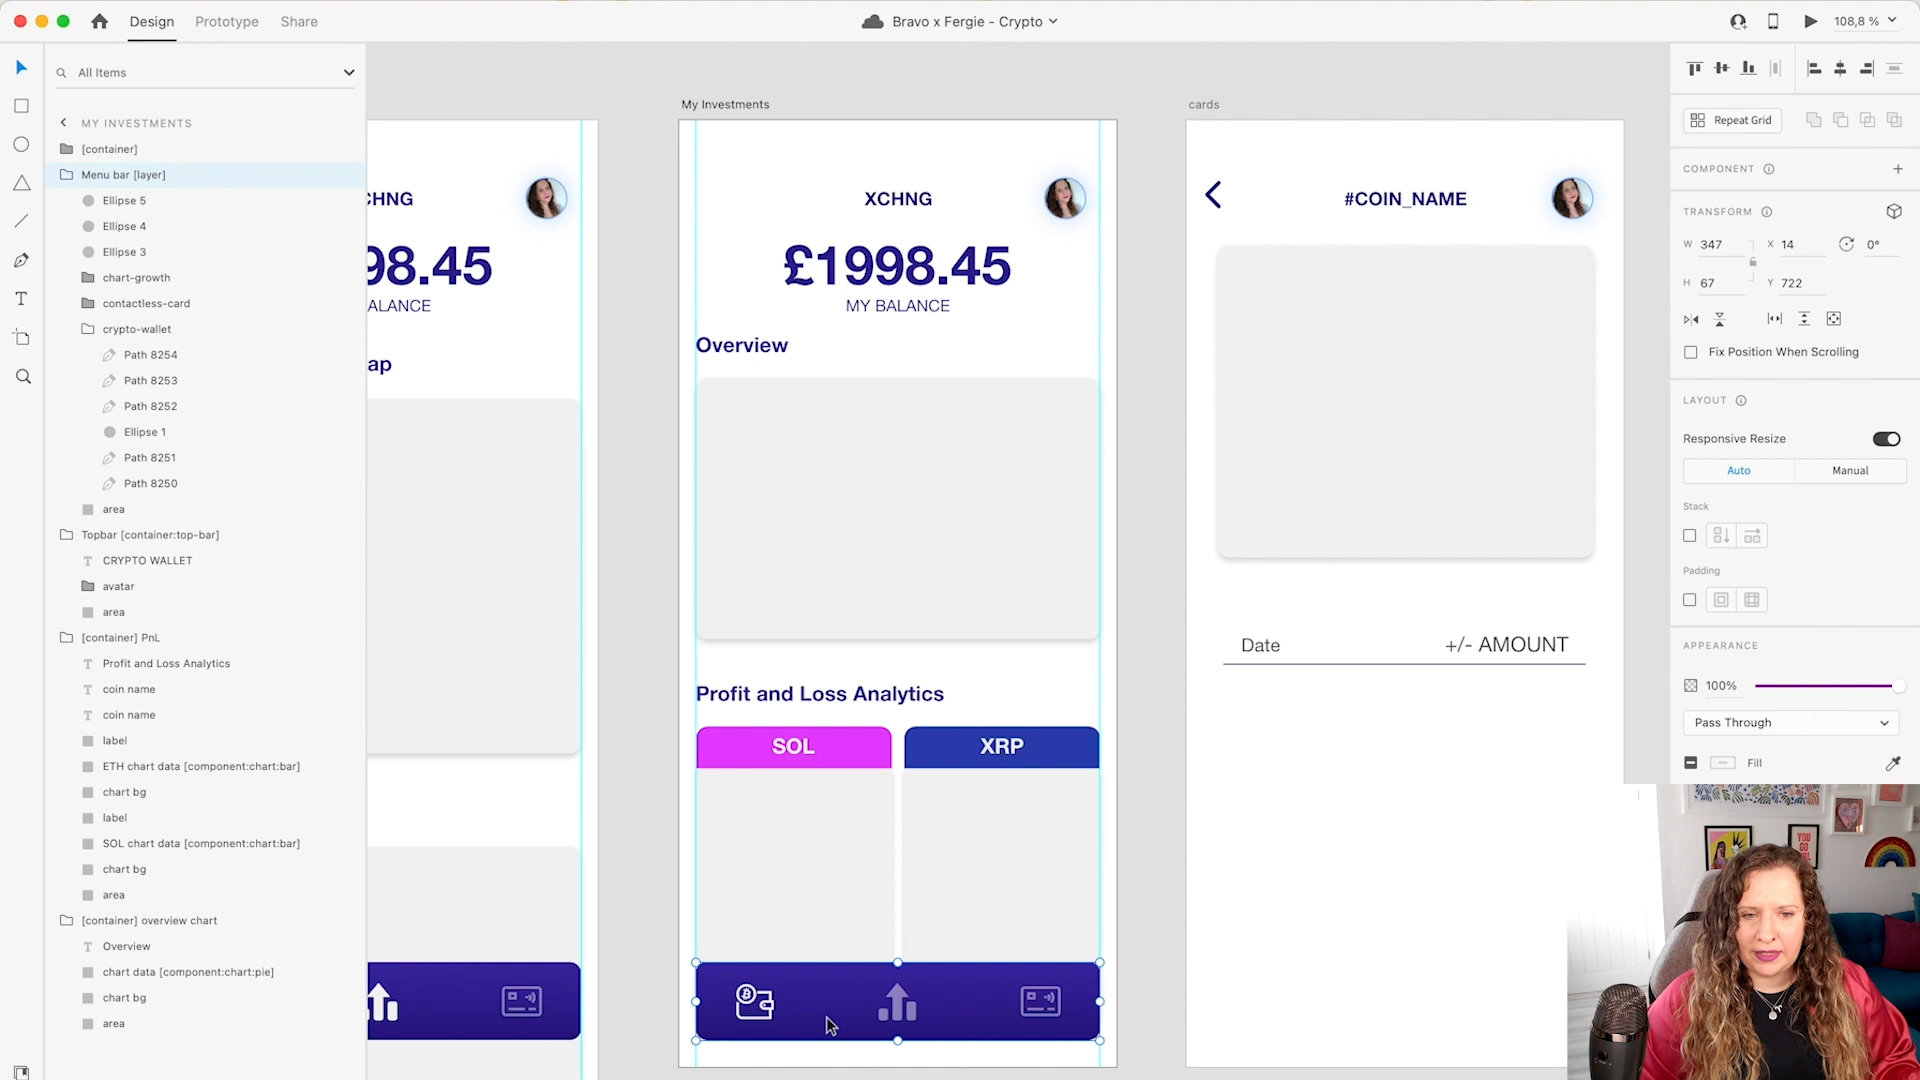 Design
Prototype
Share
Bravo x Fergie - Crypto
108,8 %
All Items
MY INVESTMENTS
[container]
Menu bar [layer]
Ellipse 5
Ellipse 4
Ellipse 3
chart-growth
contactless-card
crypto-wallet
Path 8254
Path 8253
Path 8252
Ellipse 1
Path 8251
Path 8250
area
Topbar [container:top-bar]
CRYPTO WALLET
avatar
area
[container] PnL
Profit and Loss Analytics
coin name
coin name
label
ETH chart data [component:chart:bar]
chart bg
label
SOL chart data [component:chart:bar]
chart bg
area
[container] overview chart
Overview
chart data [component:chart:pie]
chart bg
area
CHNG
98.45
ALANCE
ap
My Investments
XCHNG
£1998.45
MY BALANCE
Overview
Profit and Loss Analytics
SOL
XRP
cards
#COIN_NAME
Date
+/- AMOUNT
Repeat Grid
COMPONENT
TRANSFORM
W 347
X 14
0°
H 67
Y 722
Fix Position When Scrolling
LAYOUT
Responsive Resize
Auto
Manual
Stack
Padding
APPEARANCE
100%
Pass Through
Fill
YOU
GO